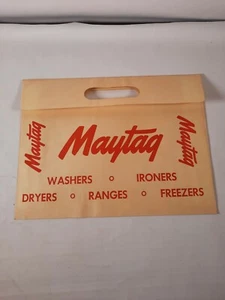 Maytag
Maytag
Maytag
WASHERS o IRONERS
DRYERS o RANGES o FREEZERS